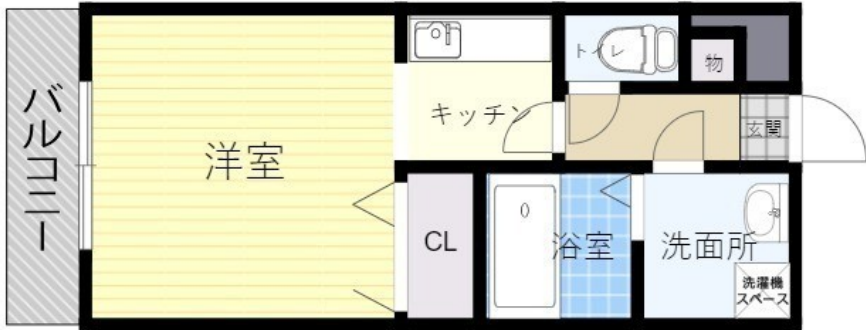 バルコニー
洋室
キッチン
トイレ
物
玄関
CL
浴室
洗面所
洗濯機
スペース